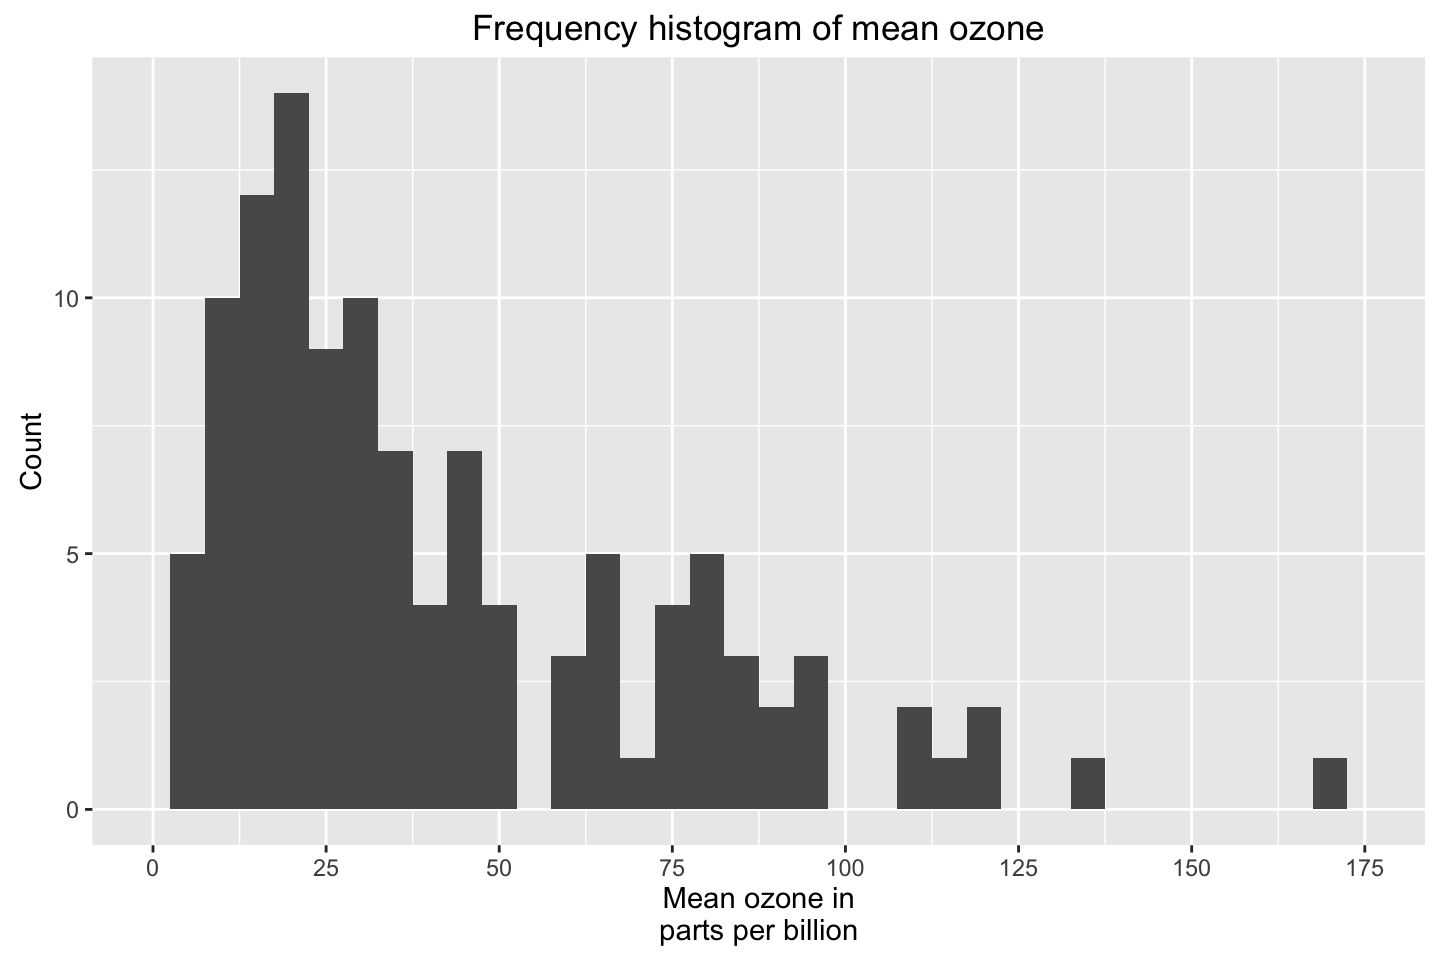 Frequency histogram of mean ozone
Count
10
5
0
0 25 50 75 100 125 150 175
Mean ozone in
parts per billion